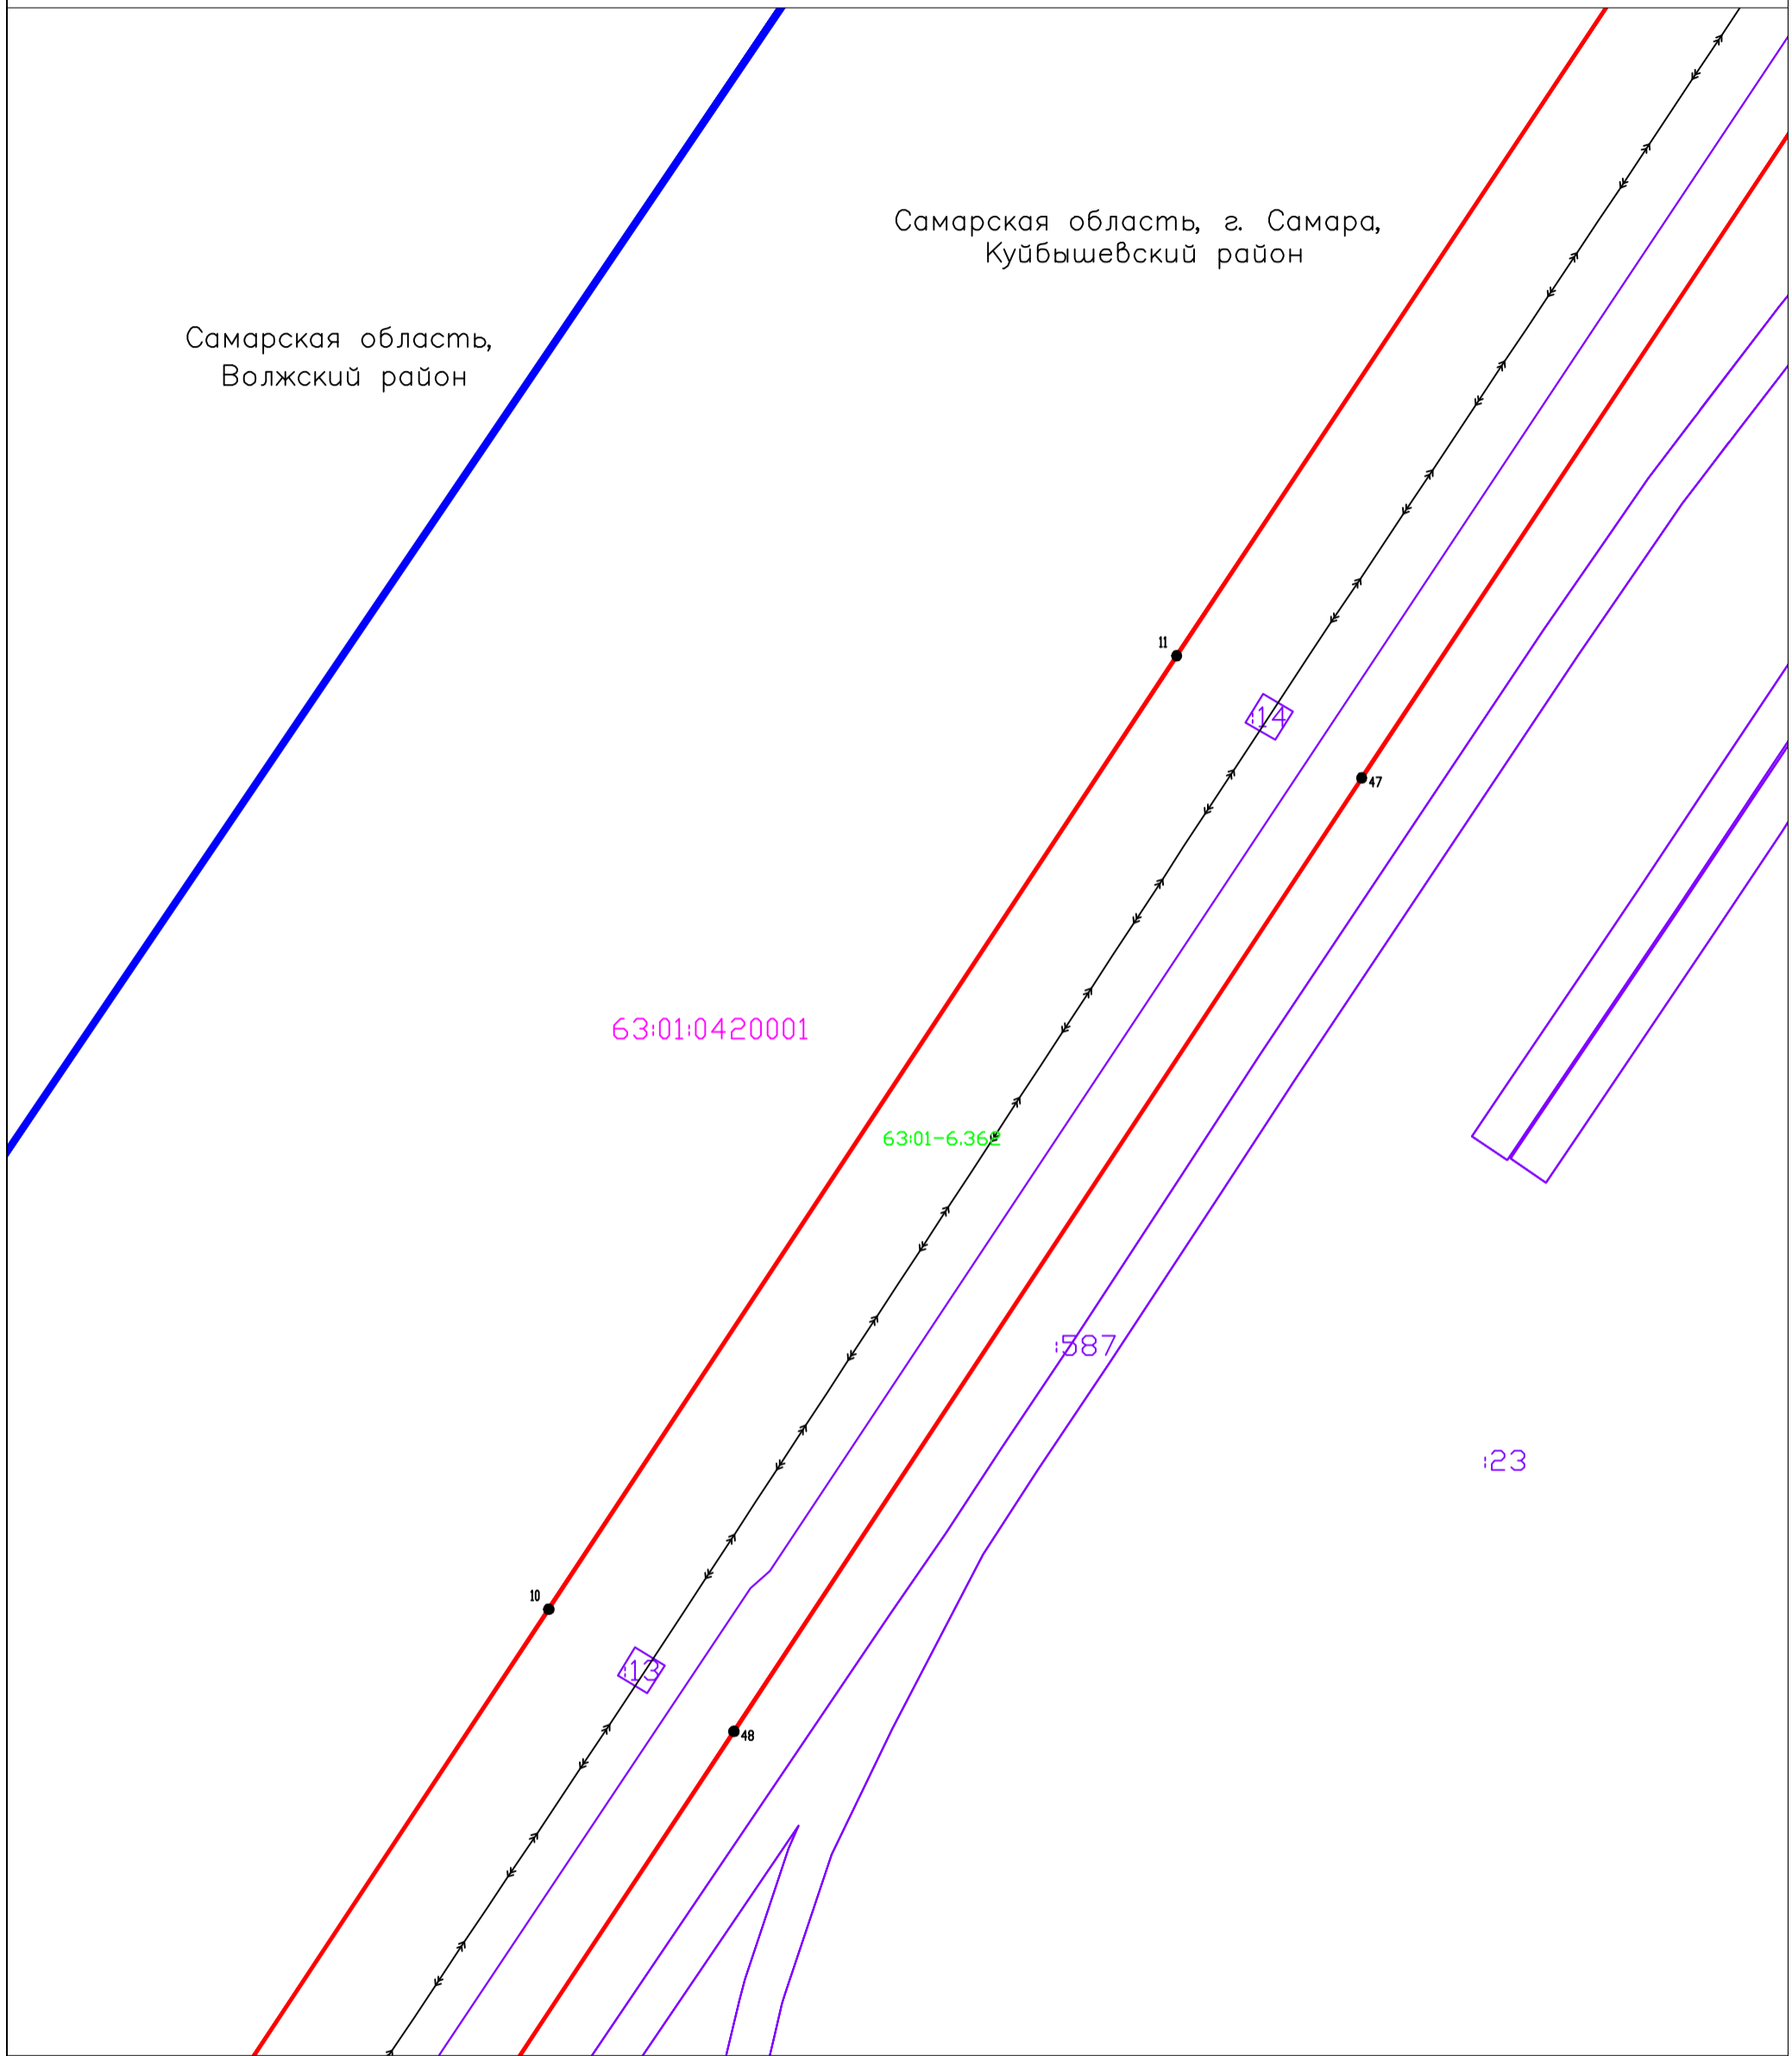 Самарская область, г. Самара,
Куйбышевский район
Самарская область,
Волжский район
11
:14
47
63:01:0420001
63:01-6.362
:587
:23
10
:13
48